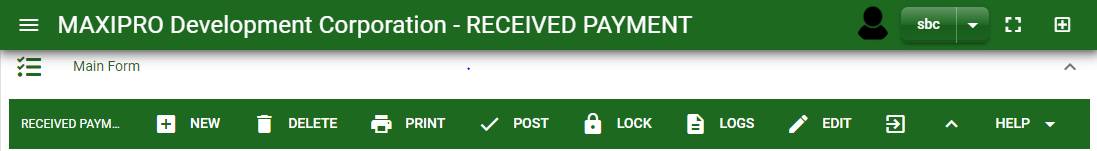 MAXIPRO Development Corporation - RECEIVED PAYMENT sbc
Main Form
RECEIVED PAYM... NEW DELETE PRINT POST LOCK LOGS EDIT HELP